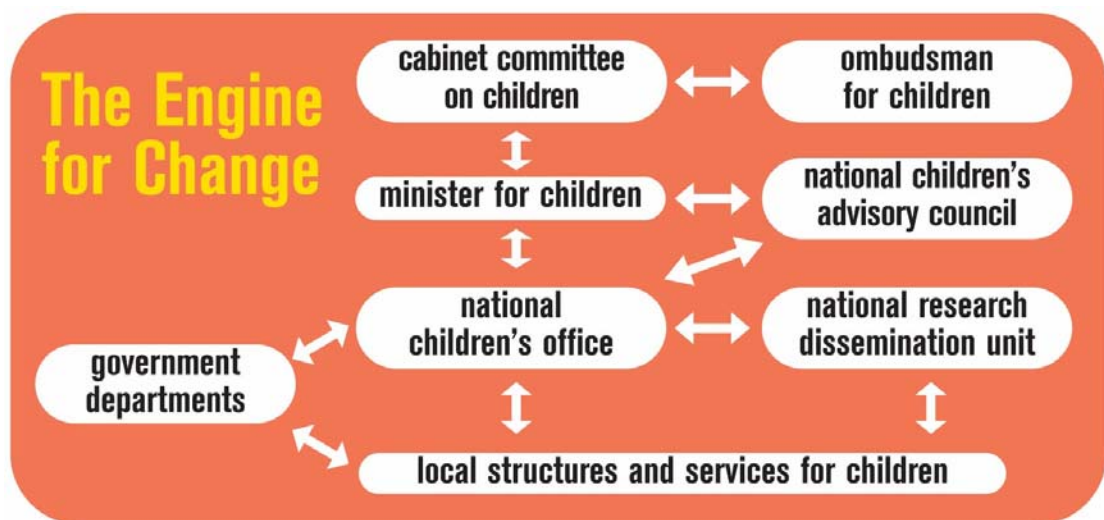 The Engine
for Change
cabinet committee
on children
ombudsman
for children
minister for children
national children's
advisory council
national
children's office
national research
dissemination unit
government
departments
local structures and services for children